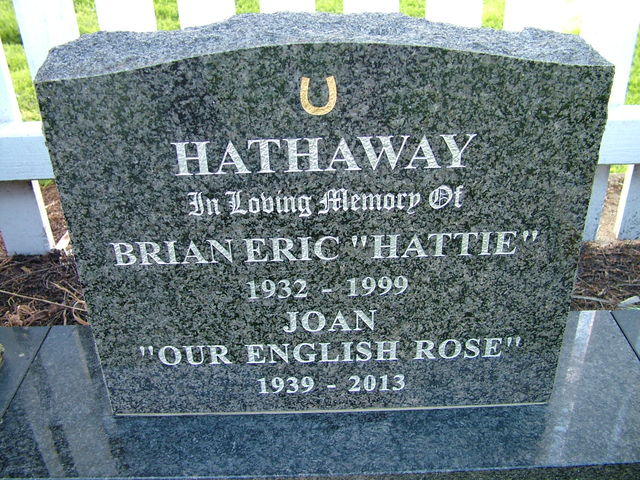 HATHAWAY
In Loving Memory Of
BRIAN ERIC "HATTIE"
1932 - 1999
JOAN
"OUR ENGLISH ROSE"
1939 - 2013